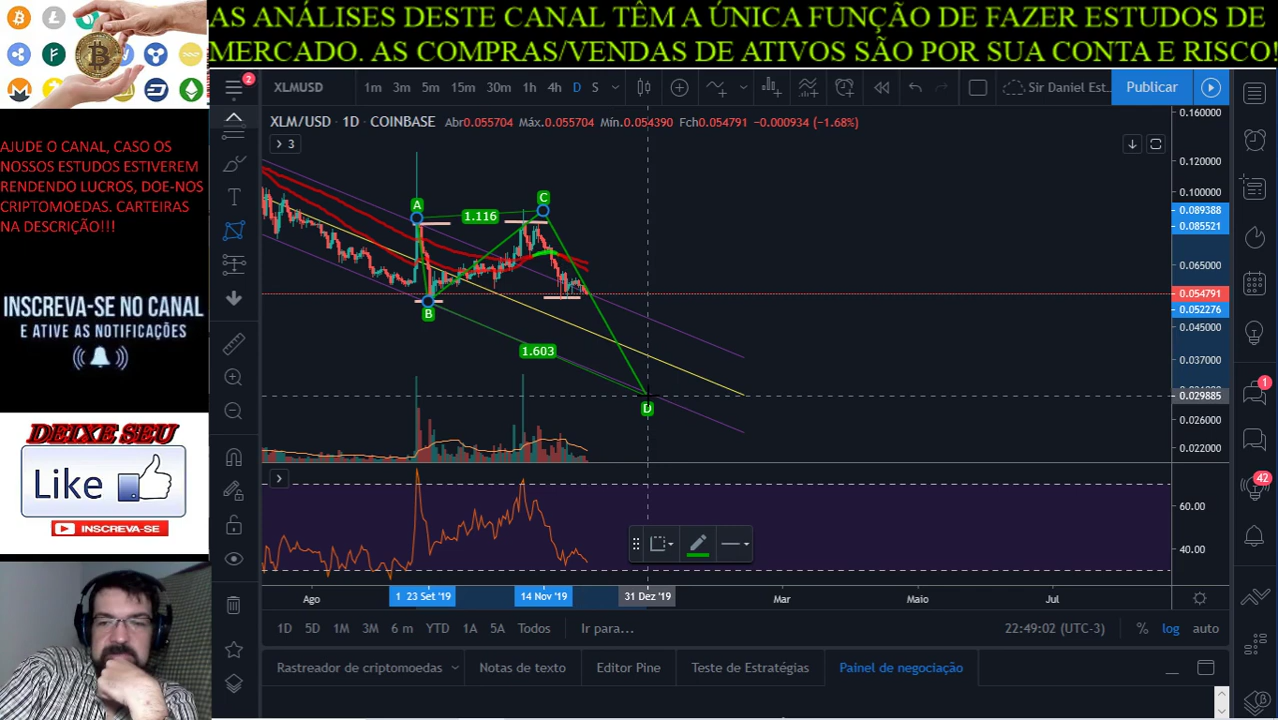 AS ANÁLISES DESTE CANAL TÊM A ÚNICA FUNÇÃO DE FAZER ESTUDOS DE
MERCADO. AS COMPRAS/VENDAS DE ATIVOS SÃO POR SUA CONTA E RISCO!
AJUDE O CANAL, CASO OS
NOSSOS ESTUDOS ESTIVEREM
RENDENDO LUCROS, DOE-NOS
CRIPTOMOEDAS. CARTEIRAS
NA DESCRIÇÃO!!!
INSCREVA-SE NO CANAL
E ATIVE AS NOTIFICAÇÕES
DEIXE SEU
Like
INSCREVA-SE
2
XLMUSD 1m 3m 5m 15m 30m 1h 4h D S
Sir Daniel Est... Publicar
XLM/USD · 1D · COINBASE Abr0.055704 Máx.0.055704 Mín.0.054390 Fch0.054791 −0.000934 (−1.68%)
3
0.160000
0.120000
0.100000
0.089388
0.085521
0.065000
0.054791
0.052276
0.045000
0.037000
0.029885
0.026000
0.022000
A
1.116
C
B
1.603
D
60.00
40.00
Ago
1
23 Set '19
14 Nov '19
31 Dez '19
Mar
Maio
Jul
1D 5D 1M 3M 6 m YTD 1A 5A Todos Ir para... 22:49:02 (UTC-3) % log auto
Rastreador de criptomoedas Notas de texto Editor Pine Teste de Estratégias Painel de negociação
1
42